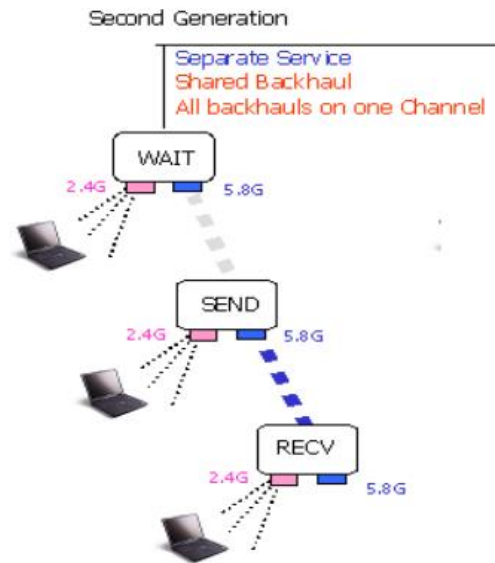 Second Generation
Separate Service
Shared Backhaul
All backhauls on one Channel
WAIT
2.4G
5.8G
SEND
2.4G
5.8G
RECV
2.4G
5.8G